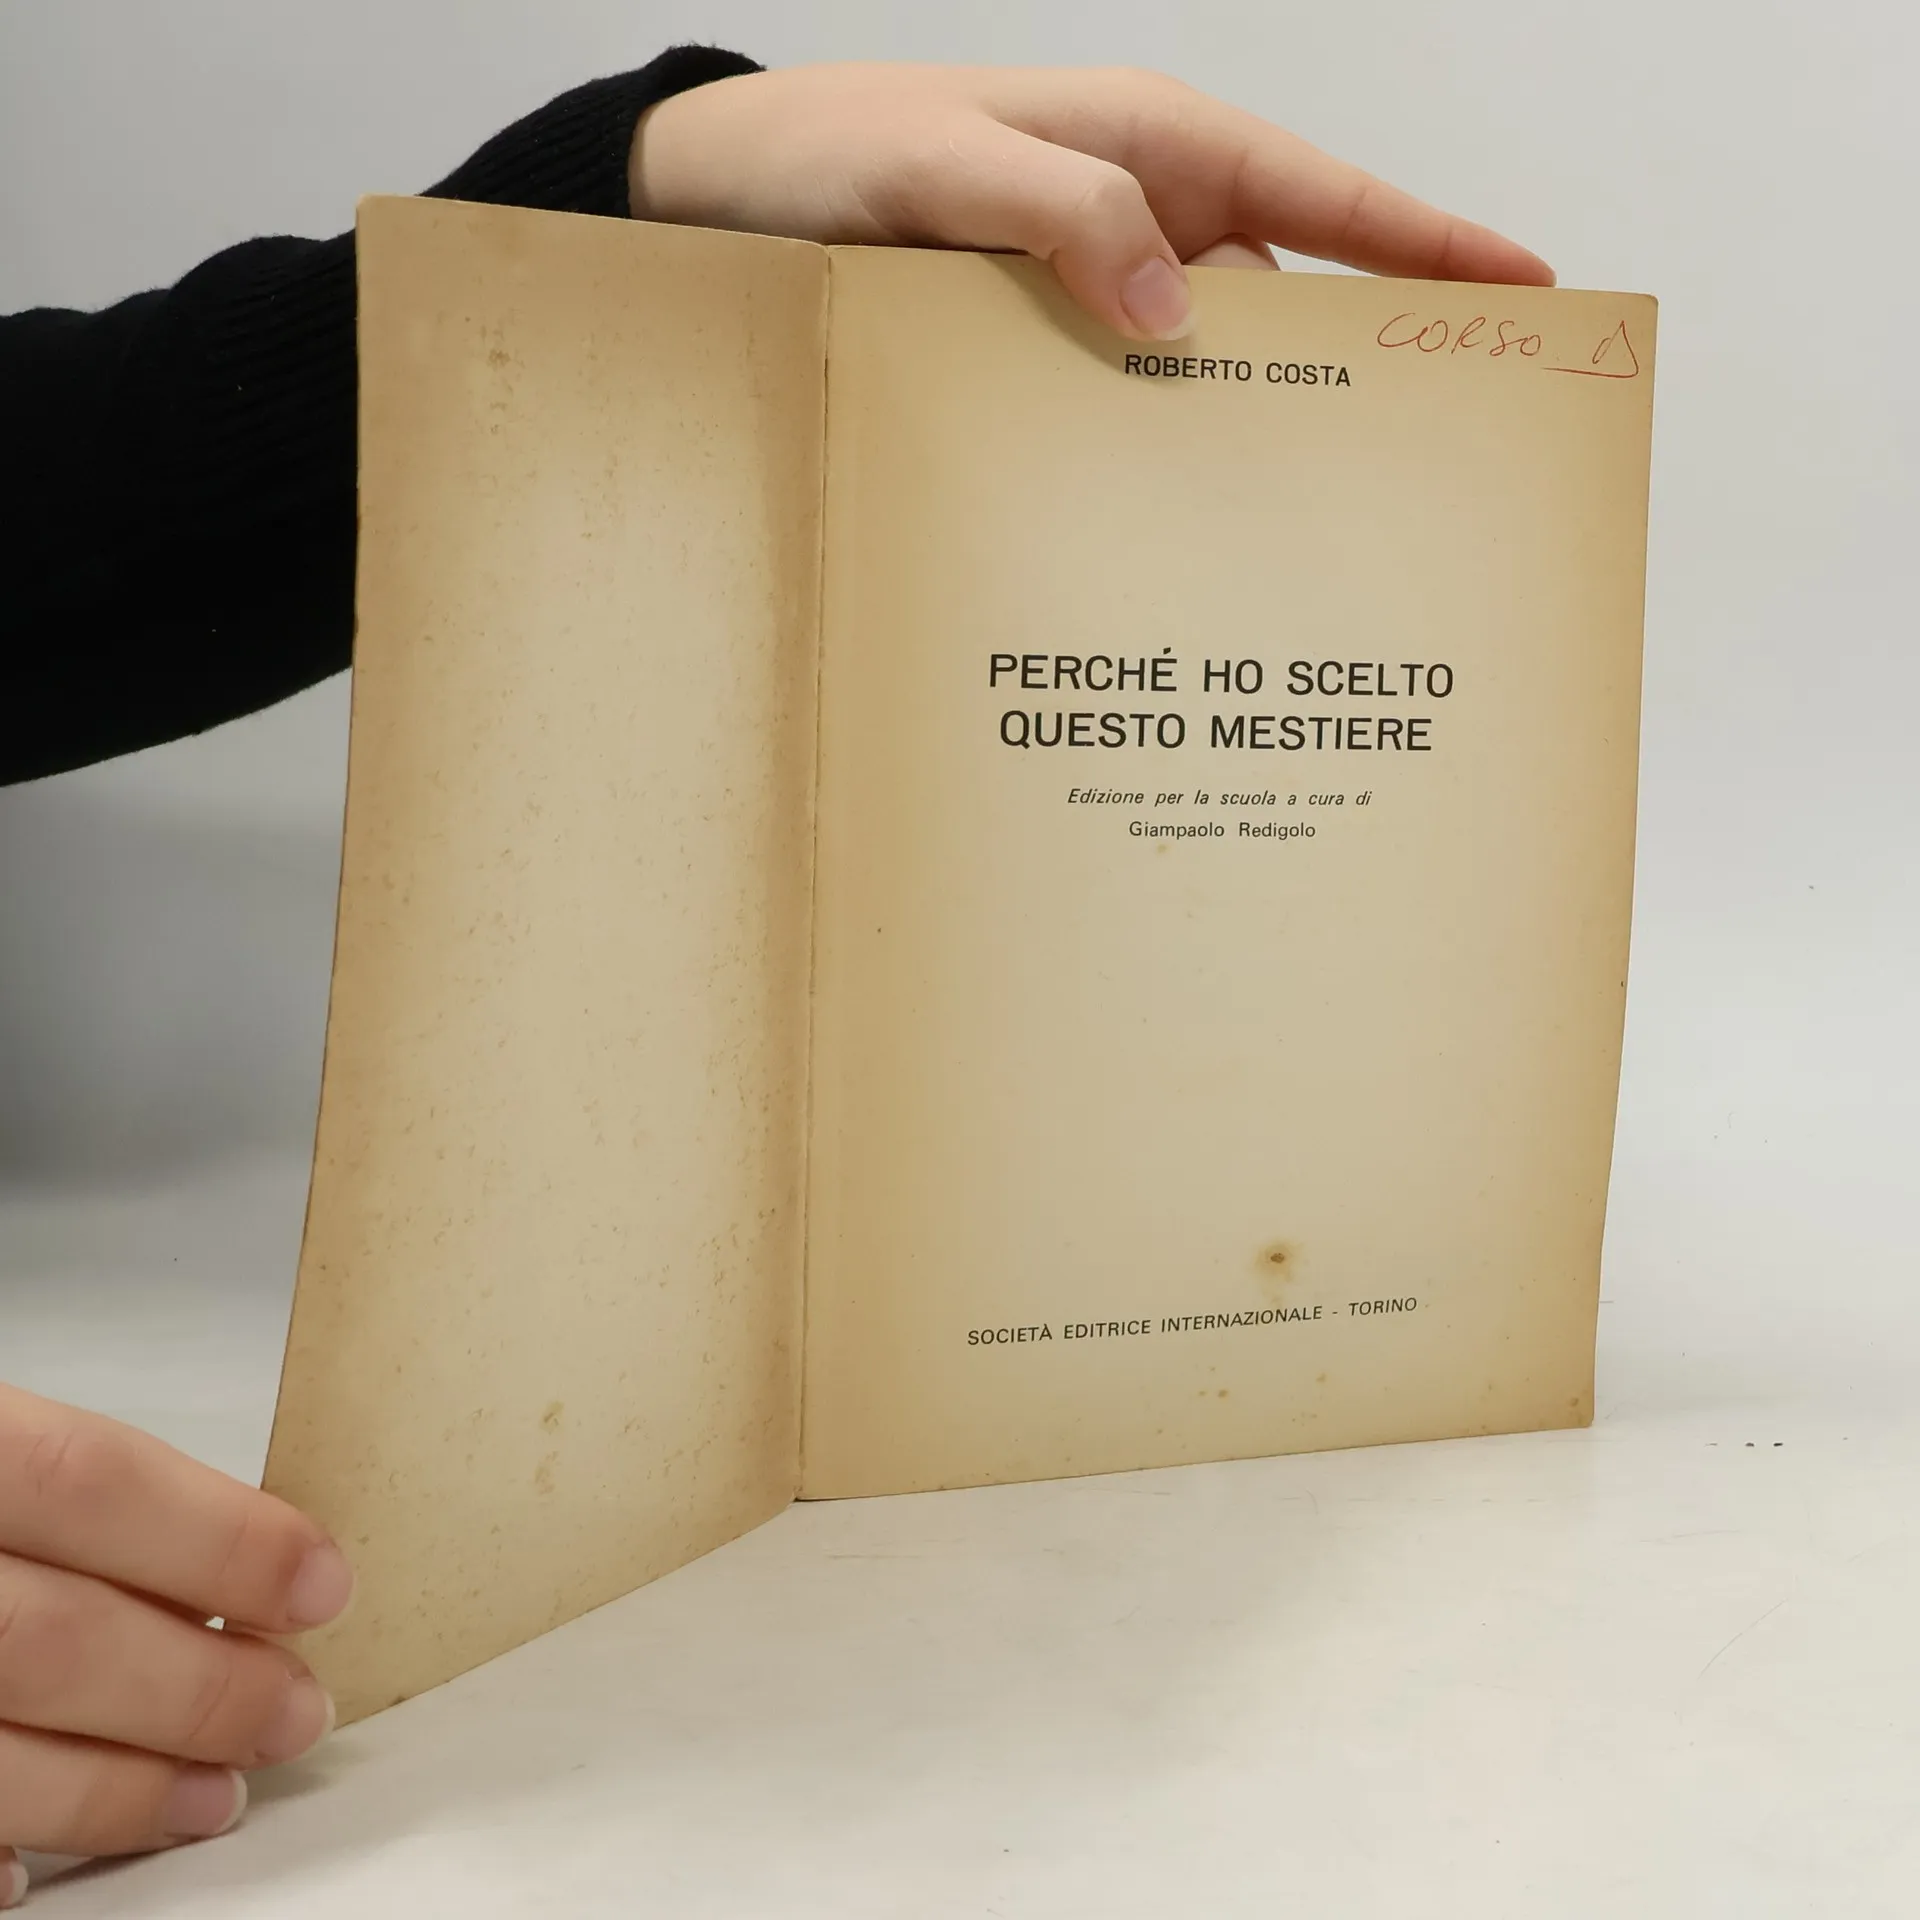 CORSO A
ROBERTO COSTA
PERCHÉ HO SCELTO
QUESTO MESTIERE
Edizione per la scuola a cura di
Giampaolo Redigolo
SOCIETÀ EDITRICE INTERNAZIONALE - TORINO